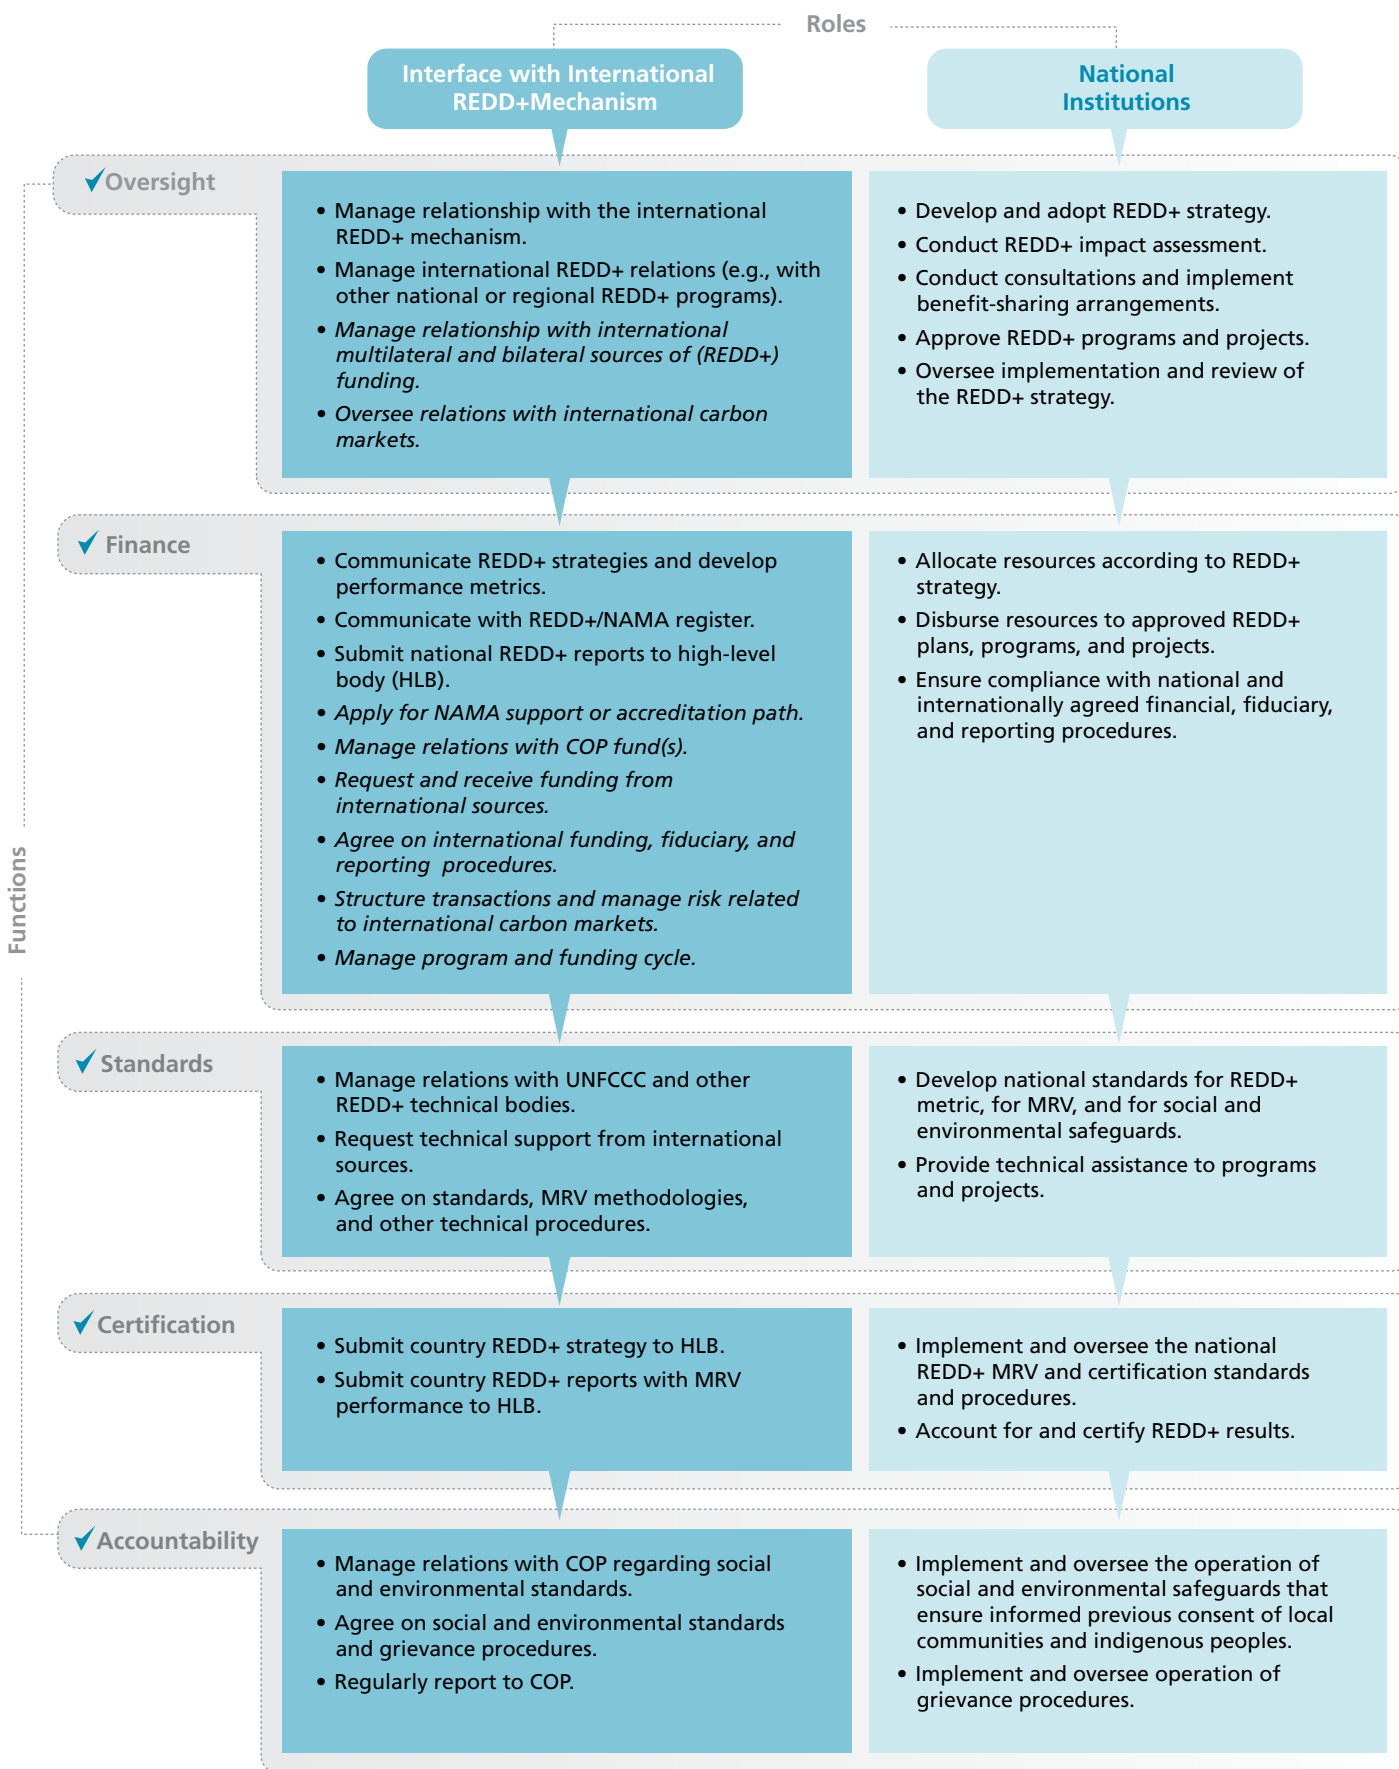 Roles
Interface with International
REDD+Mechanism
National
Institutions
Functions
Oversight
• Manage relationship with the international
REDD+ mechanism.
• Manage international REDD+ relations (e.g., with
other national or regional REDD+ programs).
• Manage relationship with international
multilateral and bilateral sources of (REDD+)
funding.
• Oversee relations with international carbon
markets.
• Develop and adopt REDD+ strategy.
• Conduct REDD+ impact assessment.
• Conduct consultations and implement
benefit-sharing arrangements.
• Approve REDD+ programs and projects.
• Oversee implementation and review of
the REDD+ strategy.
Finance
• Communicate REDD+ strategies and develop
performance metrics.
• Communicate with REDD+/NAMA register.
• Submit national REDD+ reports to high-level
body (HLB).
• Apply for NAMA support or accreditation path.
• Manage relations with COP fund(s).
• Request and receive funding from
international sources.
• Agree on international funding, fiduciary, and
reporting procedures.
• Structure transactions and manage risk related
to international carbon markets.
• Manage program and funding cycle.
• Allocate resources according to REDD+
strategy.
• Disburse resources to approved REDD+
plans, programs, and projects.
• Ensure compliance with national and
internationally agreed financial, fiduciary,
and reporting procedures.
Standards
• Manage relations with UNFCCC and other
REDD+ technical bodies.
• Request technical support from international
sources.
• Agree on standards, MRV methodologies,
and other technical procedures.
• Develop national standards for REDD+
metric, for MRV, and for social and
environmental safeguards.
• Provide technical assistance to programs
and projects.
Certification
• Submit country REDD+ strategy to HLB.
• Submit country REDD+ reports with MRV
performance to HLB.
• Implement and oversee the national
REDD+ MRV and certification standards
and procedures.
• Account for and certify REDD+ results.
Accountability
• Manage relations with COP regarding social
and environmental standards.
• Agree on social and environmental standards
and grievance procedures.
• Regularly report to COP.
• Implement and oversee the operation of
social and environmental safeguards that
ensure informed previous consent of local
communities and indigenous peoples.
• Implement and oversee operation of
grievance procedures.